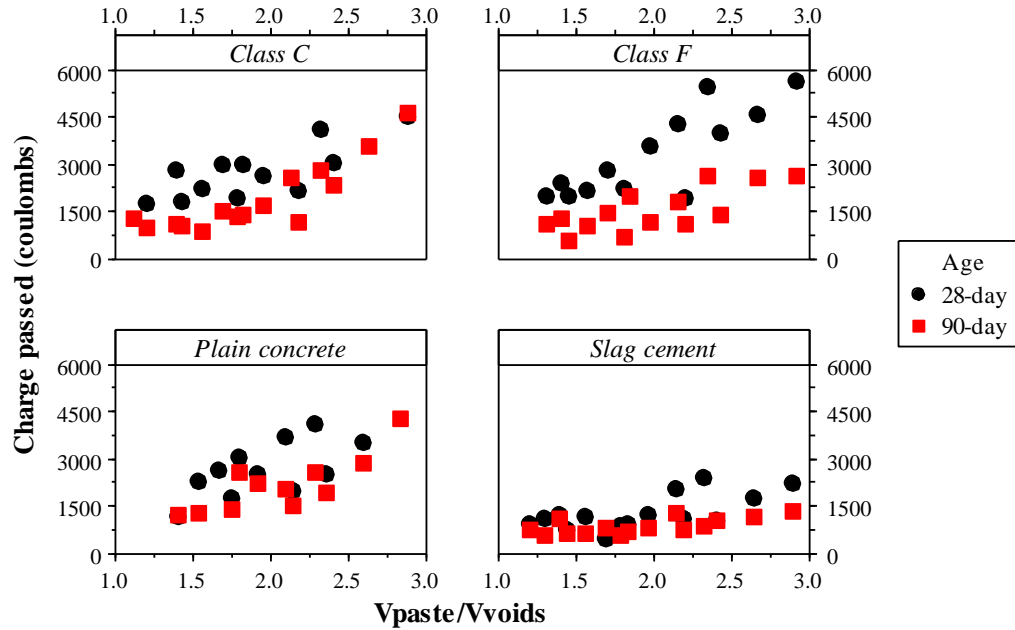 1.0 1.5 2.0 2.5 3.0
1.0 1.5 2.0 2.5 3.0
Class C
Class F
6000
4500
3000
1500
0
6000
4500
3000
1500
0
Charge passed (coulombs)
Age
28-day
90-day
Plain concrete
Slag cement
6000
4500
3000
1500
0
6000
4500
3000
1500
0
1.0 1.5 2.0 2.5 3.0
1.0 1.5 2.0 2.5 3.0
Vpaste/Vvoids